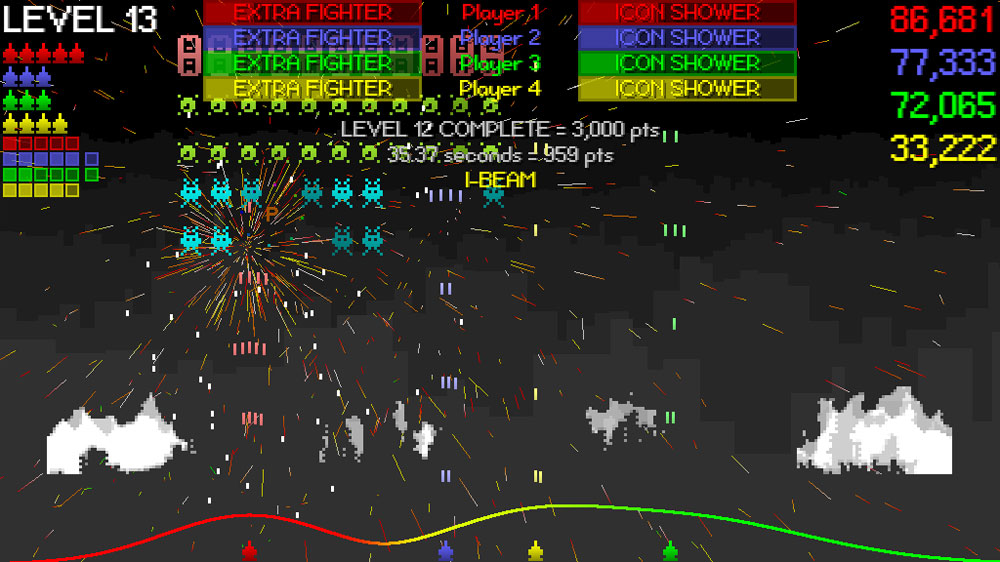 LEVEL 13
EXTRA FIGHTER Player 1 ICON SHOWER 86,681
EXTRA FIGHTER Player 2 ICON SHOWER 77,333
EXTRA FIGHTER Player 3 ICON SHOWER 72,065
EXTRA FIGHTER Player 4 ICON SHOWER 33,222
LEVEL 12 COMPLETE = 3,000 pts
35.37 seconds = 959 pts
I-BEAM
P